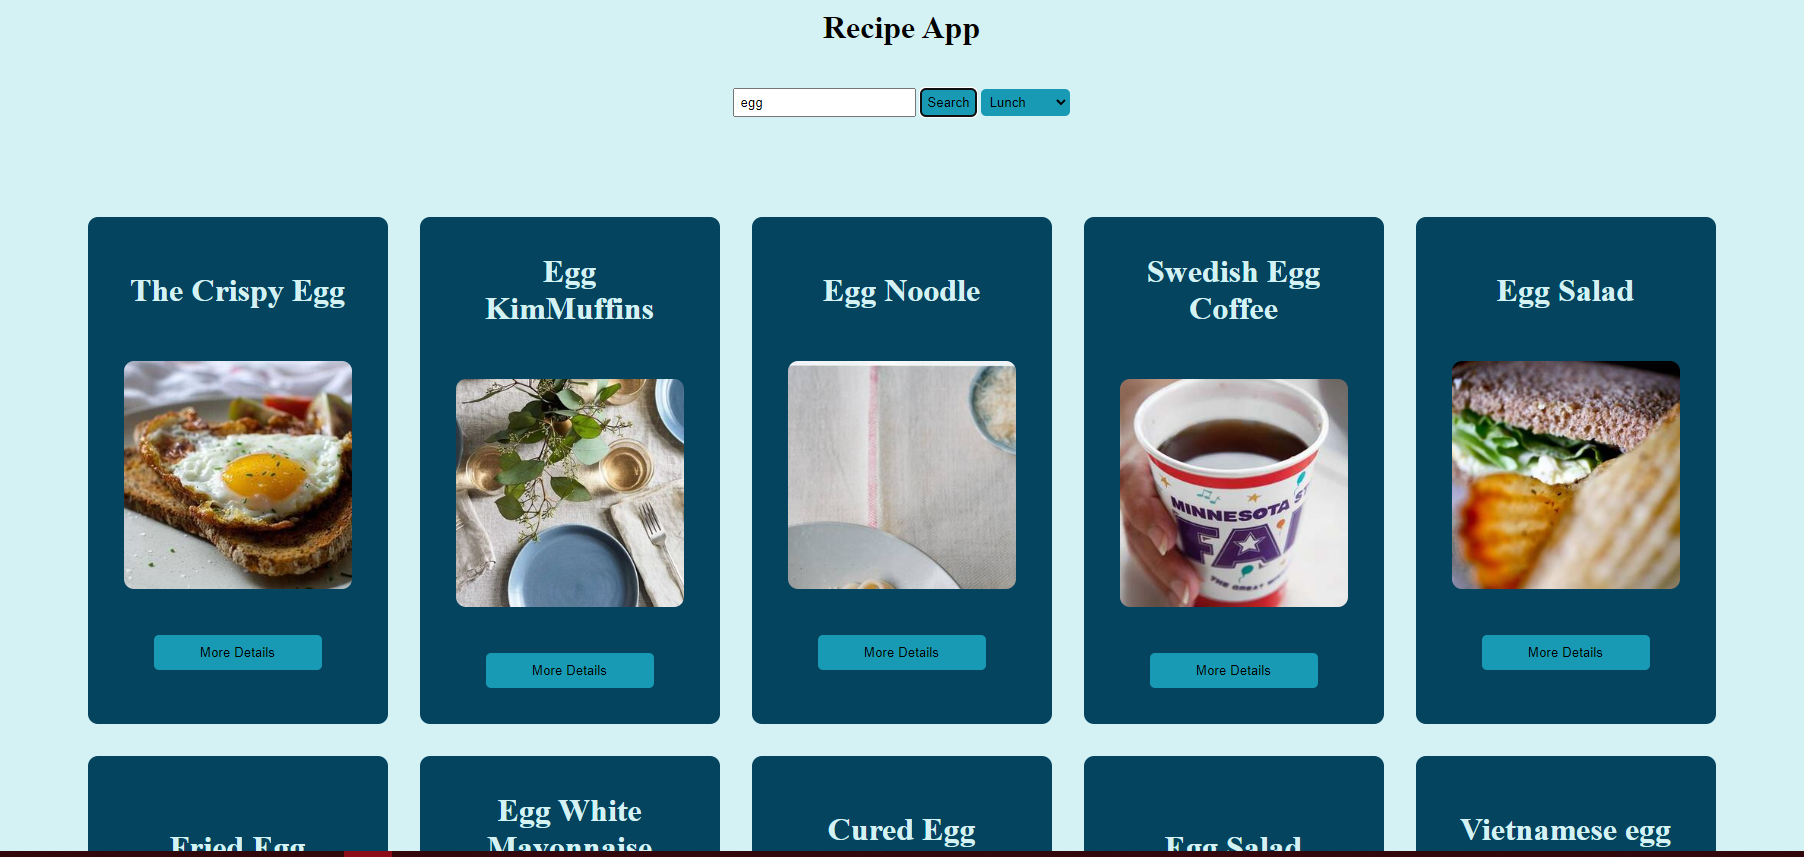 Recipe App
egg
Search
Lunch
The Crispy Egg
Egg
KimMuffins
Egg Noodle
Swedish Egg
Coffee
Egg Salad
MINNESOTA
More Details
More Details
More Details
More Details
More Details
Fried Egg
Egg White
Mayonnaise
Cured Egg
Egg Salad
Vietnamese egg